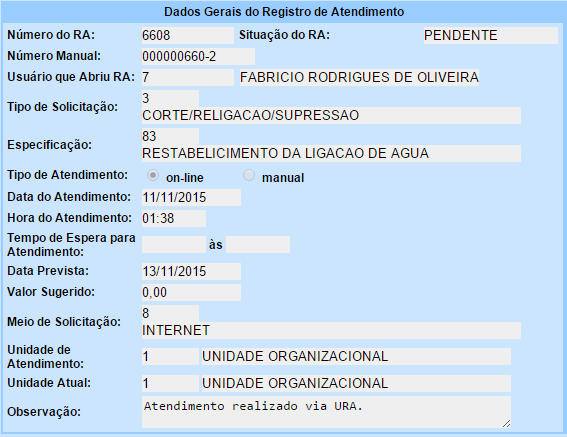 Dados Gerais do Registro de Atendimento
Número do RA: 6608 Situação do RA: PENDENTE
Número Manual: 000000660-2
Usuário que Abriu RA: 7 FABRICIO RODRIGUES DE OLIVEIRA
Tipo de Solicitação: 3
CORTE/RELIGACAO/SUPRESSAO
Especificação: 83
RESTABELICIMENTO DA LIGACAO DE AGUA
Tipo de Atendimento: on-line manual
Data do Atendimento: 11/11/2015
Hora do Atendimento: 01:38
Tempo de Espera para
Atendimento: às
Data Prevista: 13/11/2015
Valor Sugerido: 0,00
Meio de Solicitação: 8
INTERNET
Unidade de
Atendimento: 1 UNIDADE ORGANIZACIONAL
Unidade Atual: 1 UNIDADE ORGANIZACIONAL
Observação: Atendimento realizado via URA.